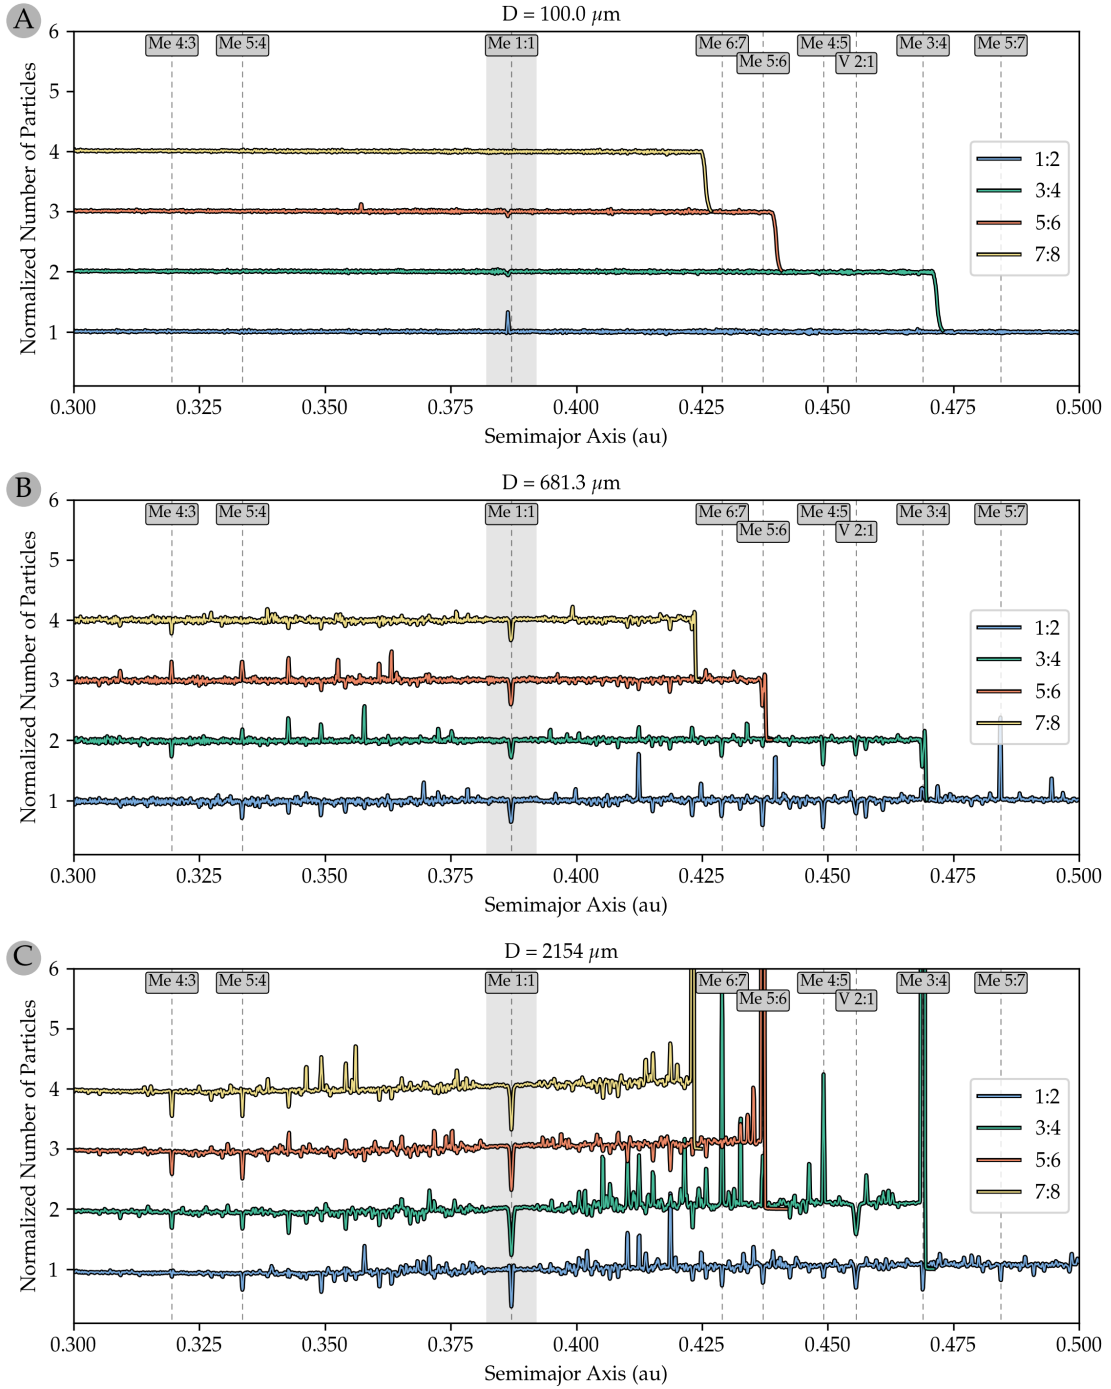 A
D = 100.0 μm
Normalized Number of Particles
6
5
4
3
2
1
Me 4:3
Me 5:4
Me 1:1
Me 6:7
Me 5:6
Me 4:5
V 2:1
Me 3:4
Me 5:7
1:2
3:4
5:6
7:8
0.300 0.325 0.350 0.375 0.400 0.425 0.450 0.475 0.500
Semimajor Axis (au)
B
D = 681.3 μm
Normalized Number of Particles
6
5
4
3
2
1
Me 4:3
Me 5:4
Me 1:1
Me 6:7
Me 5:6
Me 4:5
V 2:1
Me 3:4
Me 5:7
1:2
3:4
5:6
7:8
0.300 0.325 0.350 0.375 0.400 0.425 0.450 0.475 0.500
Semimajor Axis (au)
C
D = 2154 μm
Normalized Number of Particles
6
5
4
3
2
1
Me 4:3
Me 5:4
Me 1:1
Me 6:7
Me 5:6
Me 4:5
V 2:1
Me 3:4
Me 5:7
1:2
3:4
5:6
7:8
0.300 0.325 0.350 0.375 0.400 0.425 0.450 0.475 0.500
Semimajor Axis (au)